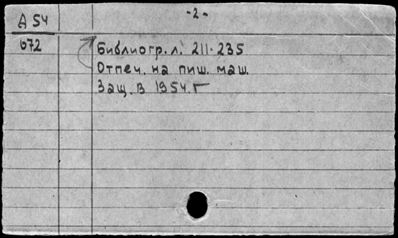 Д 54
-2-
672
Библиогр. л. 211-235
Отпеч. на пиш. маш.
Защ. в 1954. г